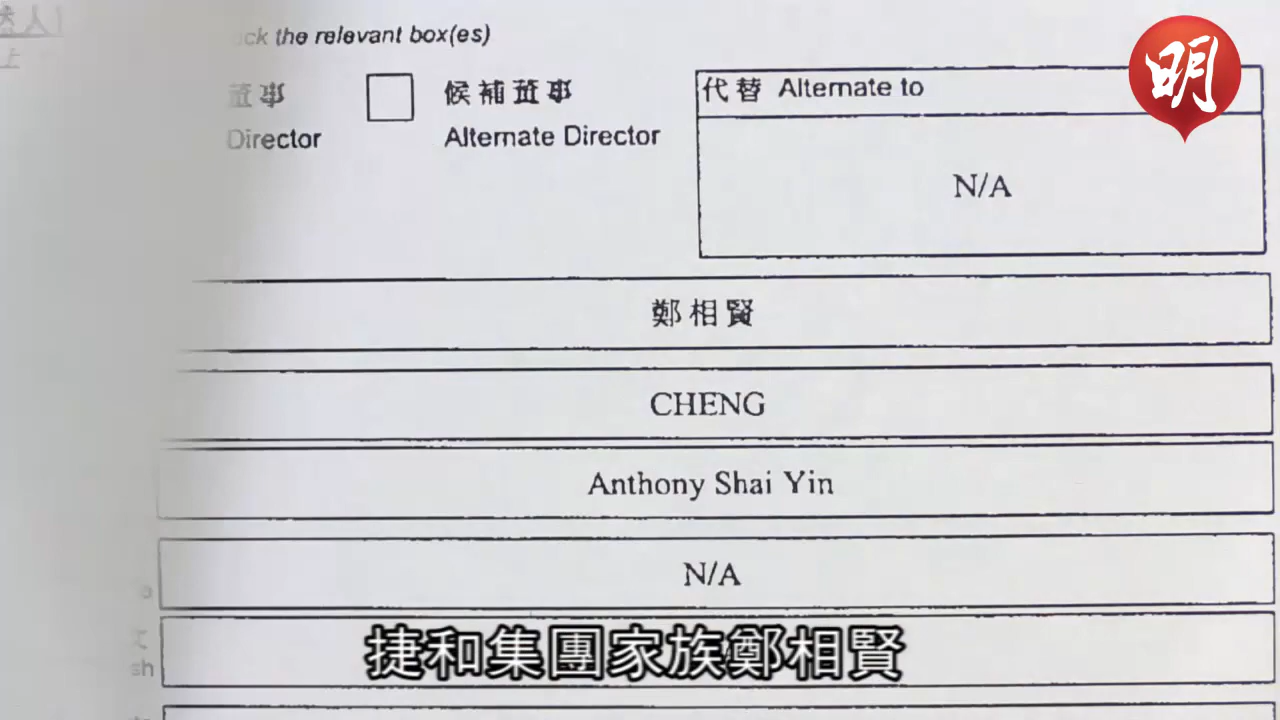 the relevant box(es)
明
董事
候補董事
代替 Alternate to
Director
Alternate Director
N/A
鄭相賢
CHENG
Anthony Shai Yin
N/A
捷和集團家族鄭相賢
sh